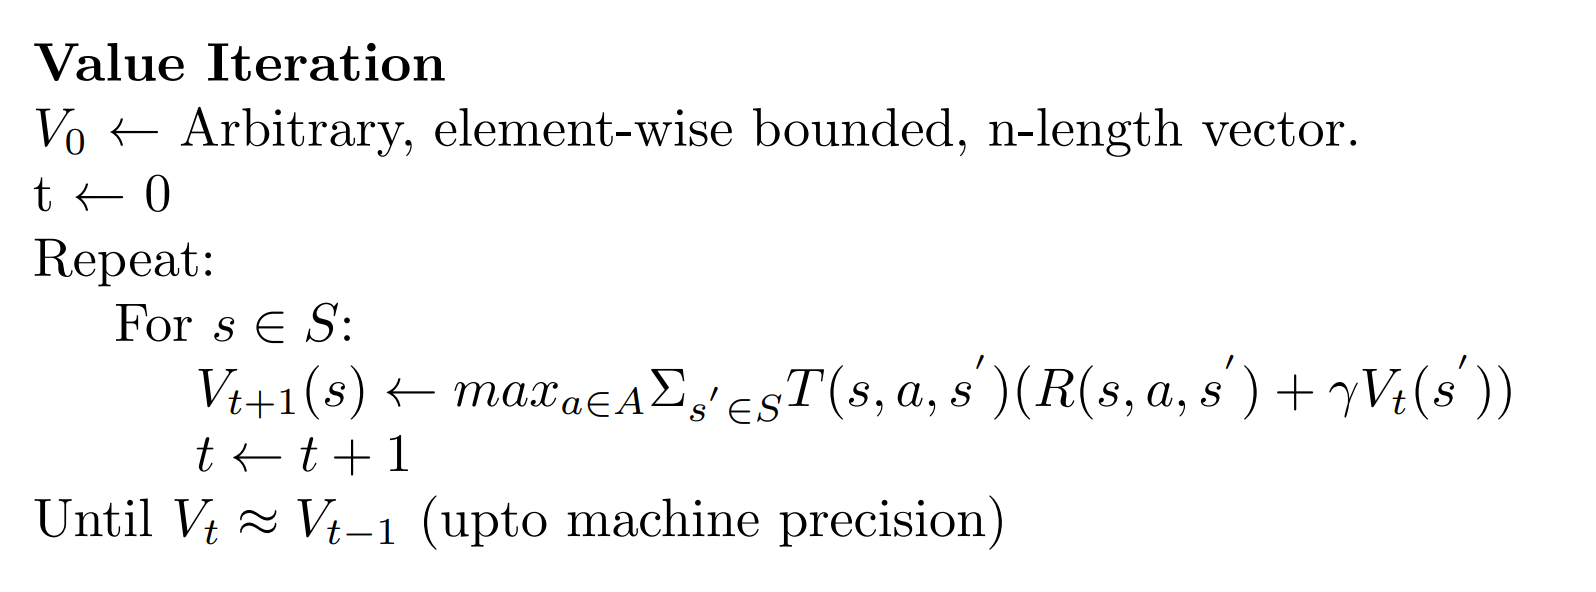 Value Iteration
V₀ ← Arbitrary, element-wise bounded, n-length vector.
t ← 0
Repeat:
For s ∈ S:
V_{t+1}(s) ← max_{a∈A} Σ_{s′∈S} T(s, a, s′)(R(s, a, s′) + γV_t(s′))
t ← t + 1
Until V_t ≈ V_{t−1} (upto machine precision)